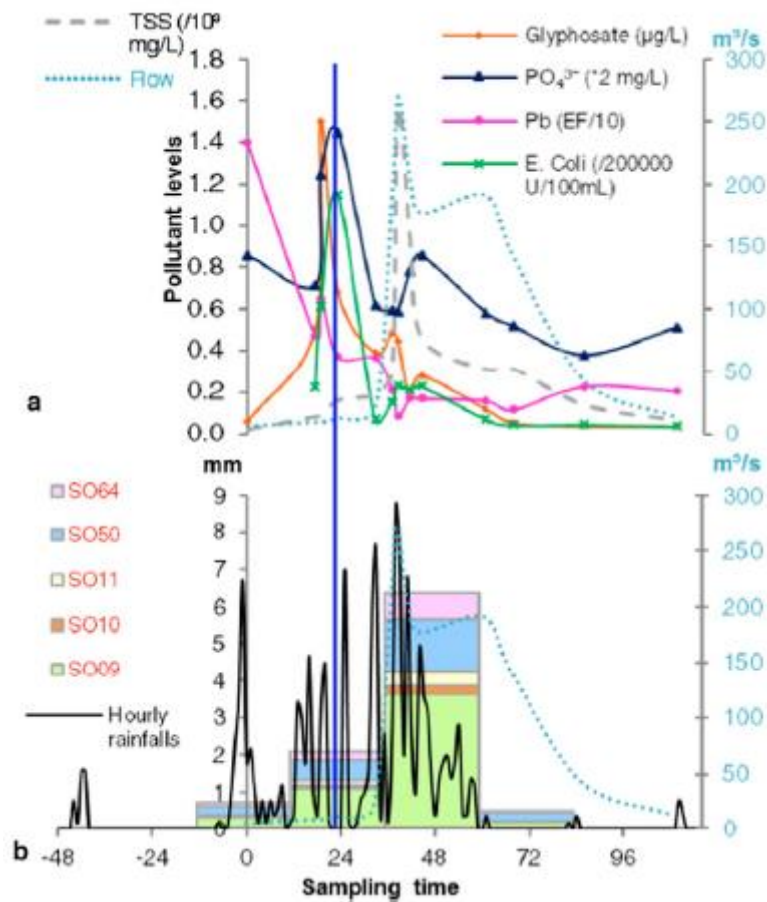 TSS (/10⁹
mg/L)
Row
Glyphosate (µg/L)
PO₄³⁻ (*2 mg/L)
Pb (EF/10)
E. Coli (/200000
U/100mL)
m³/s
Pollutant levels
1.8
1.6
1.4
1.2
1.0
0.8
0.6
0.4
0.2
0.0
300
250
200
150
100
50
0
a
mm
m³/s
SO64
SO50
SO11
SO10
SO09
Hourly
rainfalls
9
8
7
6
5
4
3
2
1
0
300
250
200
150
100
50
0
b
-48 -24 0 24 48 72 96
Sampling time